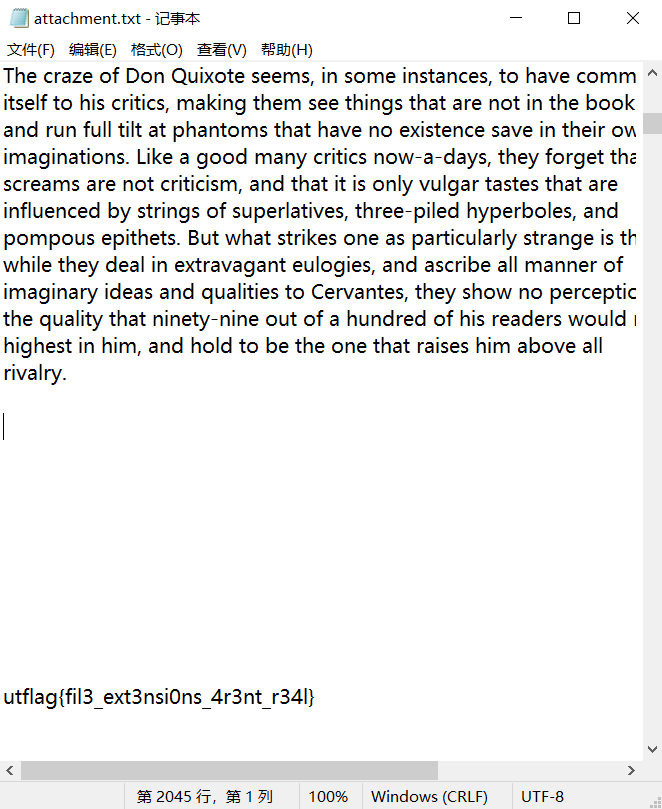 attachment.txt - 记事本
文件(F) 编辑(E) 格式(O) 查看(V) 帮助(H)
The craze of Don Quixote seems, in some instances, to have comm
itself to his critics, making them see things that are not in the book
and run full tilt at phantoms that have no existence save in their ow
imaginations. Like a good many critics now-a-days, they forget tha
screams are not criticism, and that it is only vulgar tastes that are
influenced by strings of superlatives, three-piled hyperboles, and
pompous epithets. But what strikes one as particularly strange is th
while they deal in extravagant eulogies, and ascribe all manner of
imaginary ideas and qualities to Cervantes, they show no perceptic
the quality that ninety-nine out of a hundred of his readers would
highest in him, and hold to be the one that raises him above all
rivalry.
utflag{fil3_ext3nsi0ns_4r3nt_r34l}
第 2045 行，第 1 列 100% Windows (CRLF) UTF-8